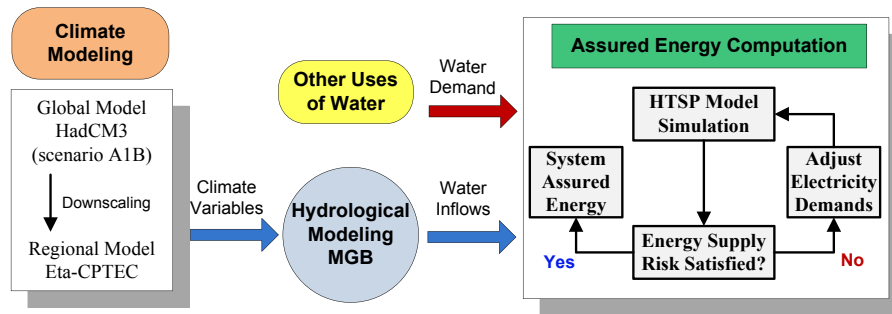 Climate
Modeling
Global Model
HadCM3
(scenario A1B)
Downscaling
Regional Model
Eta-CPTEC
Climate
Variables
Other Uses
of Water
Water
Demand
Hydrological
Modeling
MGB
Water
Inflows
Assured Energy Computation
HTSP Model
Simulation
System
Assured
Energy
Adjust
Electricity
Demands
Energy Supply
Risk Satisfied?
Yes
No